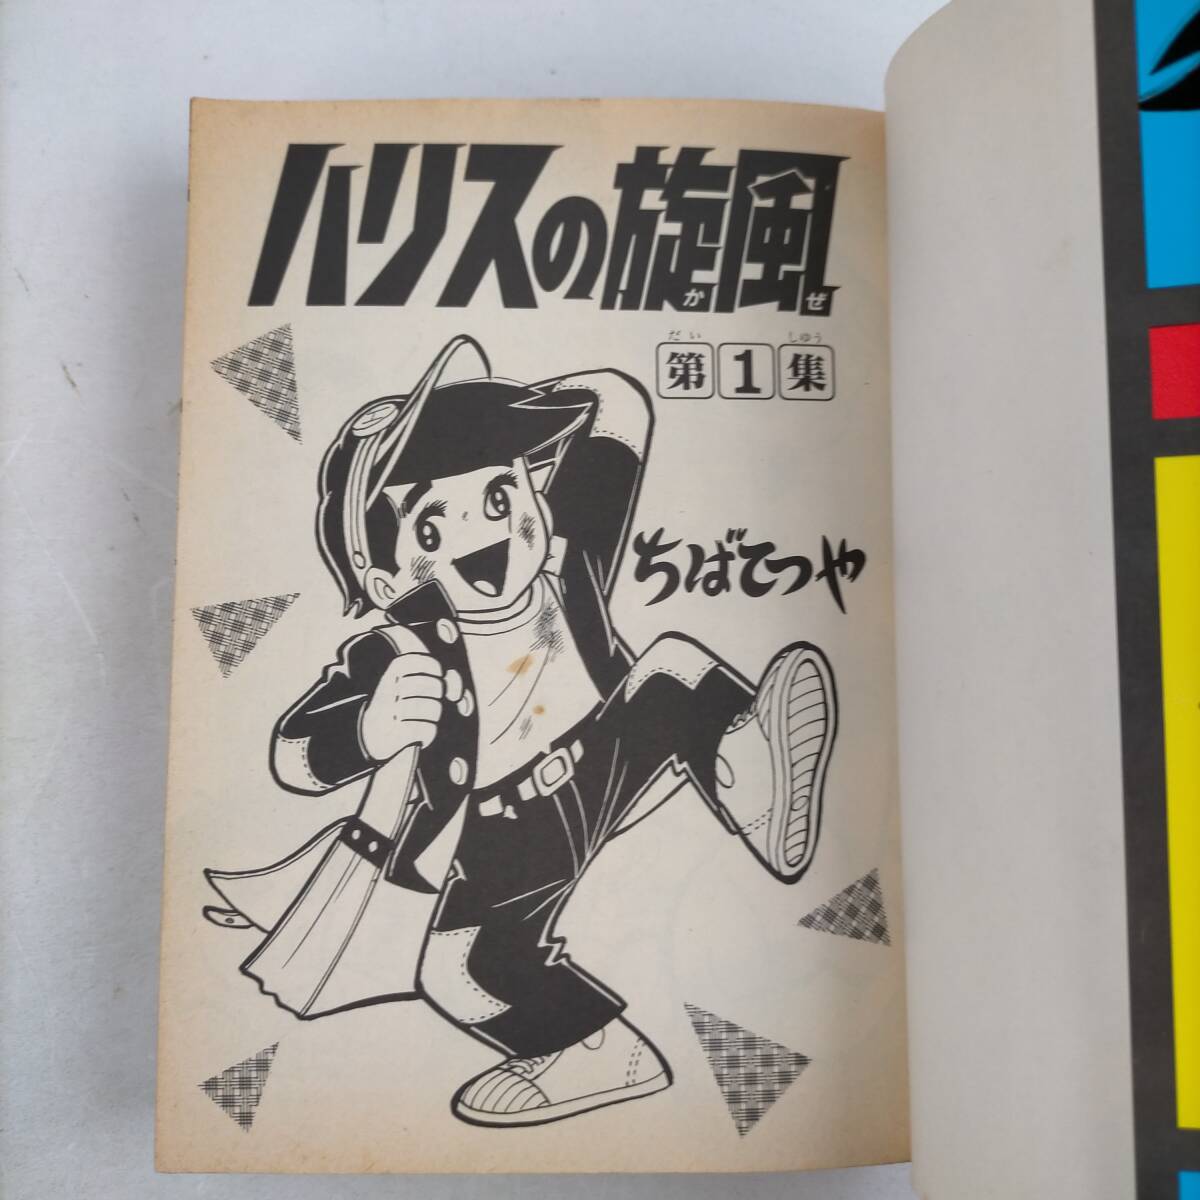 ハリスの旋風
かぜ
だい しゆう
第1集
ちばてつや